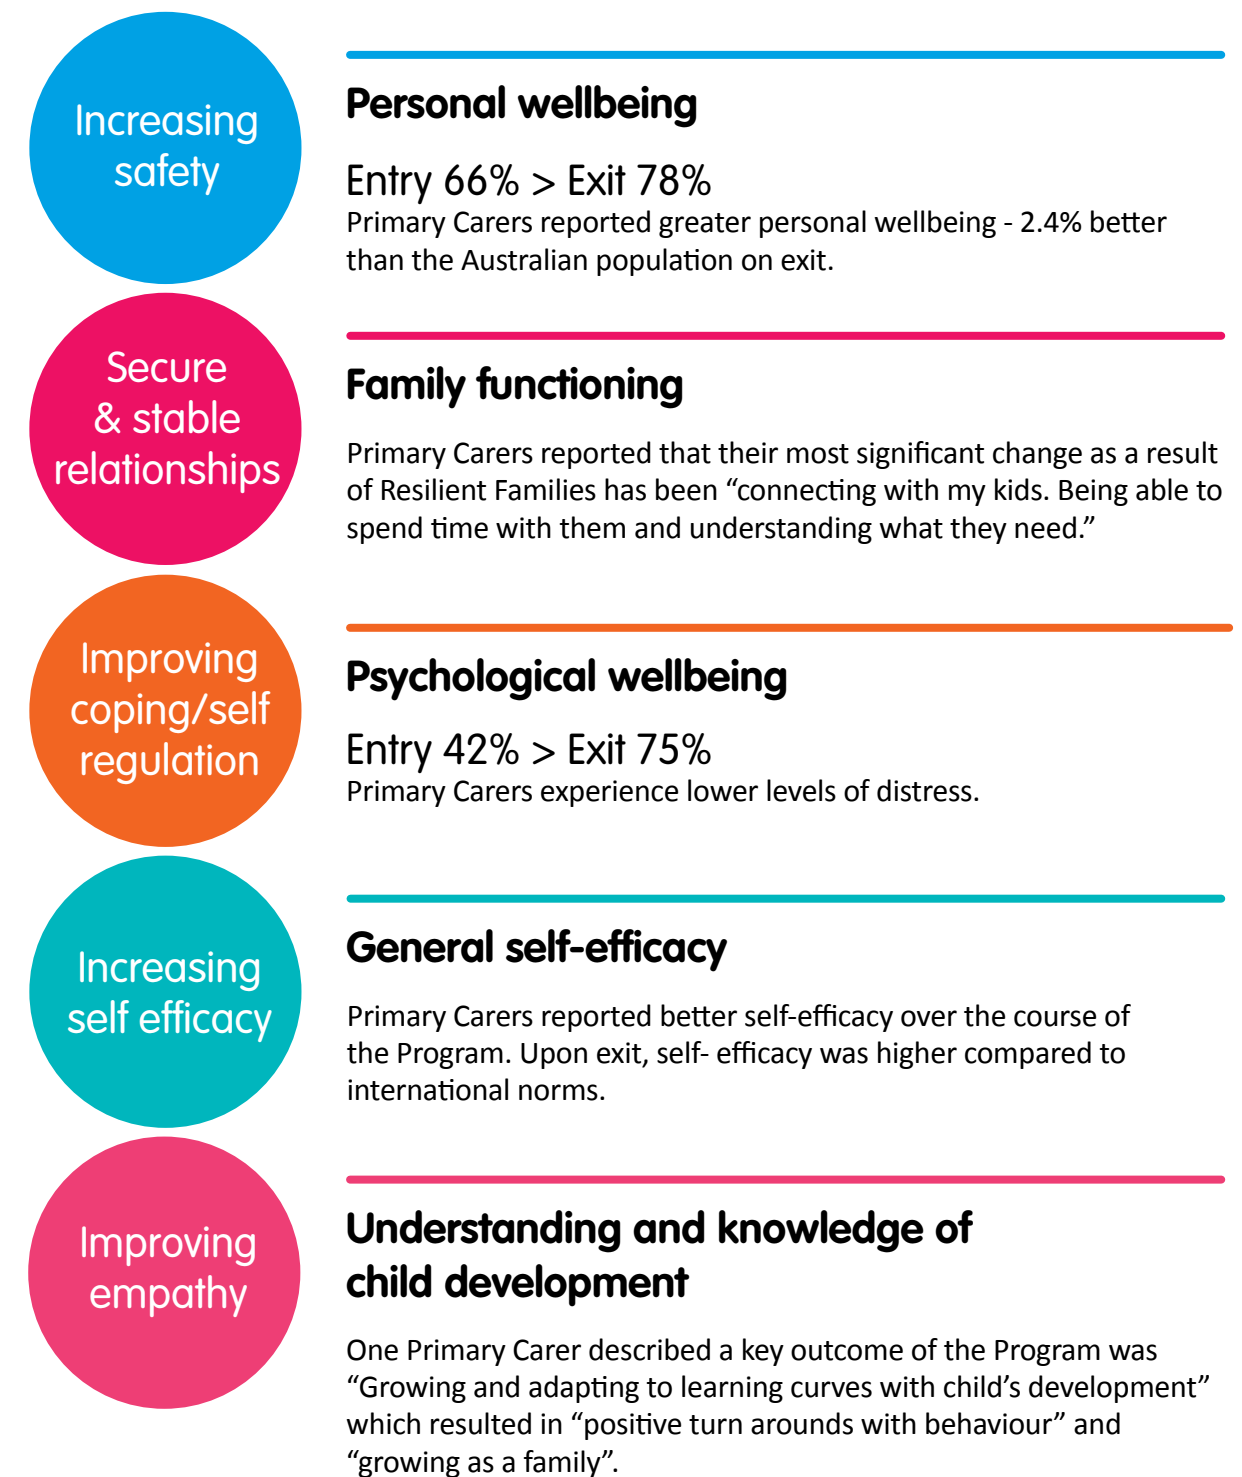 Increasing
safety
Personal wellbeing
Entry 66% > Exit 78%
Primary Carers reported greater personal wellbeing - 2.4% better
than the Australian population on exit.
Secure
& stable
relationships
Family functioning
Primary Carers reported that their most significant change as a result
of Resilient Families has been “connecting with my kids. Being able to
spend time with them and understanding what they need.”
Improving
coping/self
regulation
Psychological wellbeing
Entry 42% > Exit 75%
Primary Carers experience lower levels of distress.
Increasing
self efficacy
General self-efficacy
Primary Carers reported better self-efficacy over the course of
the Program. Upon exit, self- efficacy was higher compared to
international norms.
Improving
empathy
Understanding and knowledge of
child development
One Primary Carer described a key outcome of the Program was
“Growing and adapting to learning curves with child’s development”
which resulted in “positive turn arounds with behaviour” and
“growing as a family”.